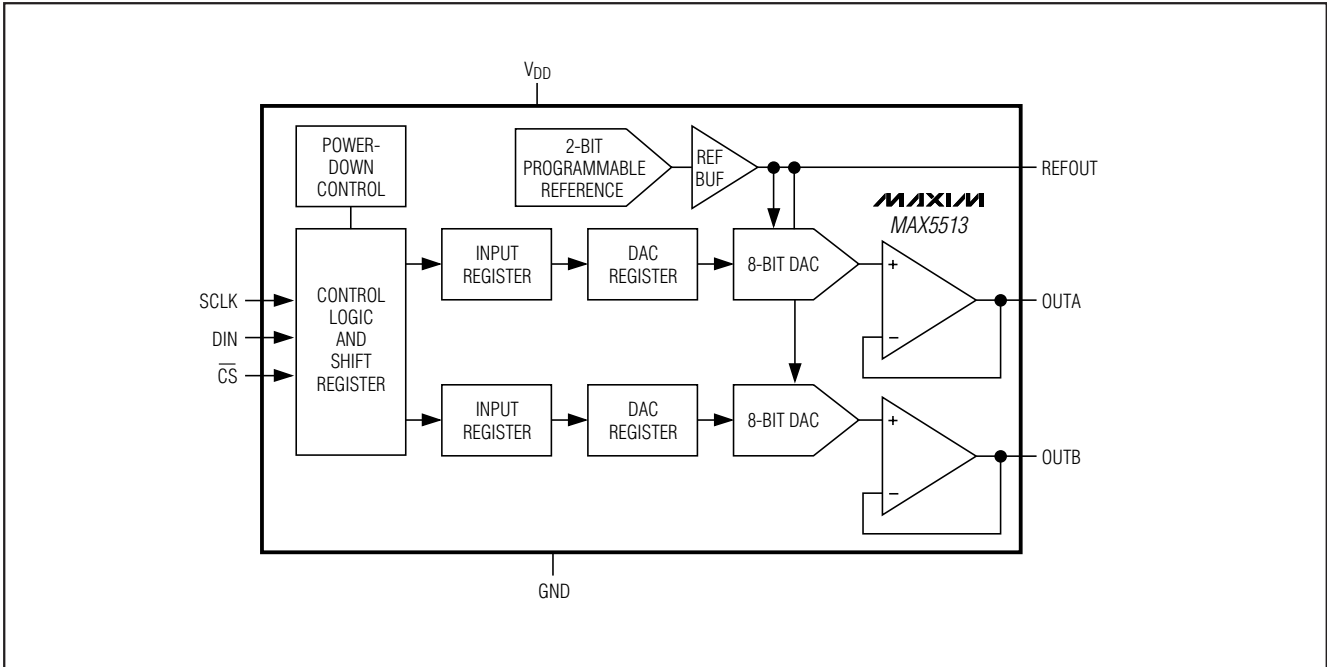 VDD
POWER-
DOWN
CONTROL
2-BIT
PROGRAMMABLE
REFERENCE
REF
BUF
REFOUT
MAXIM
MAX5513
CONTROL
LOGIC
AND
SHIFT
REGISTER
INPUT
REGISTER
DAC
REGISTER
8-BIT DAC
+
−
OUTA
SCLK
DIN
C̅S̅
INPUT
REGISTER
DAC
REGISTER
8-BIT DAC
+
−
OUTB
GND